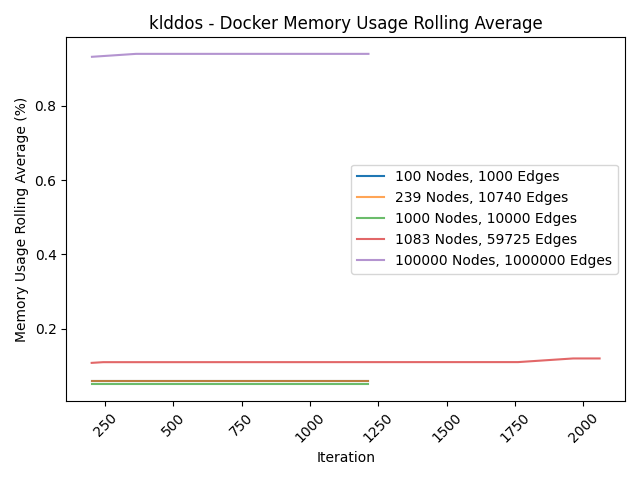 klddos - Docker Memory Usage Rolling Average
Memory Usage Rolling Average (%)
0.8
0.6
0.4
0.2
100 Nodes, 1000 Edges
239 Nodes, 10740 Edges
1000 Nodes, 10000 Edges
1083 Nodes, 59725 Edges
100000 Nodes, 1000000 Edges
250
500
750
1000
1250
1500
1750
2000
Iteration